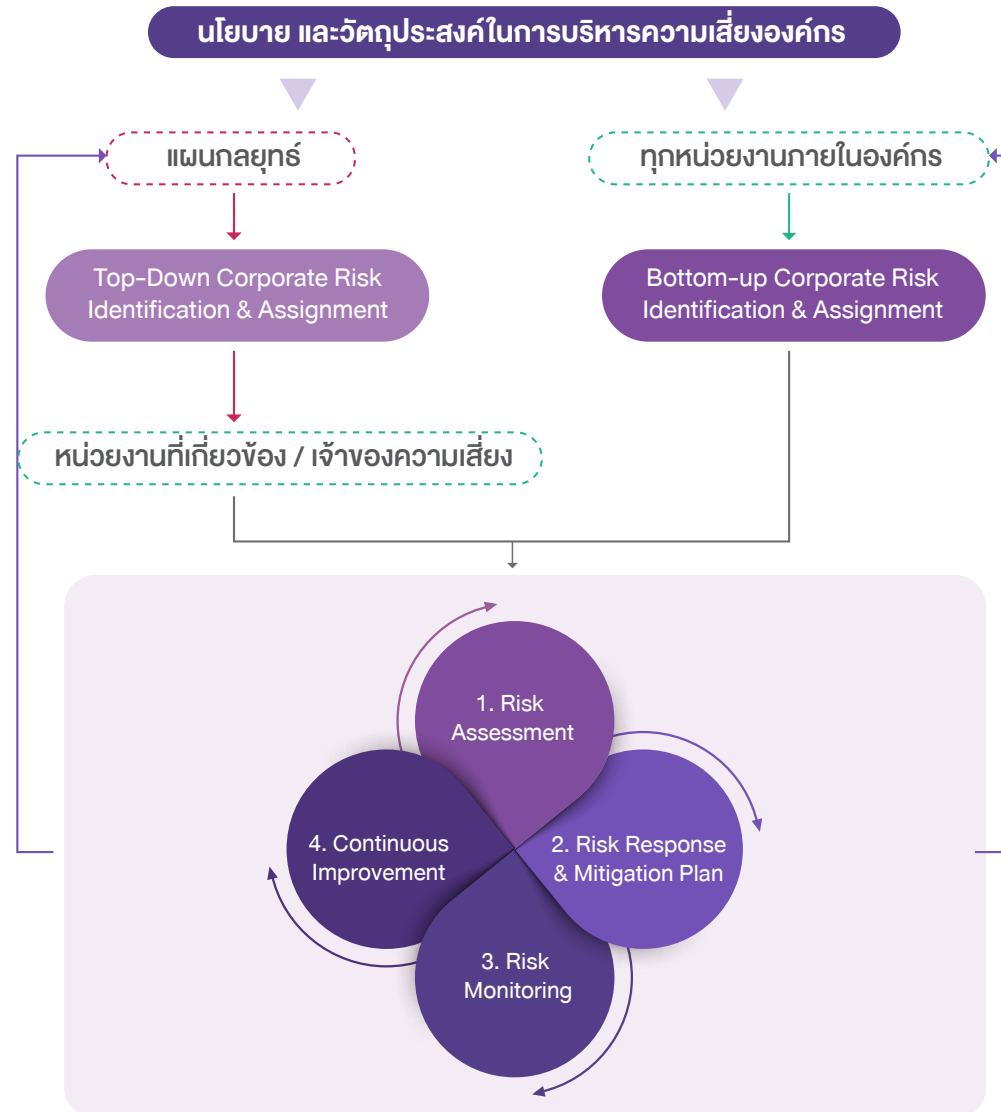 นโยบาย และวัตถุประสงค์ในการบริหารความเสี่ยงองค์กร
แผนกลยุทธ์
ทุกหน่วยงานภายในองค์กร
Top-Down Corporate Risk
Identification & Assignment
Bottom-up Corporate Risk
Identification & Assignment
หน่วยงานที่เกี่ยวข้อง / เจ้าของความเสี่ยง
1. Risk
Assessment
2. Risk Response
& Mitigation Plan
3. Risk
Monitoring
4. Continuous
Improvement